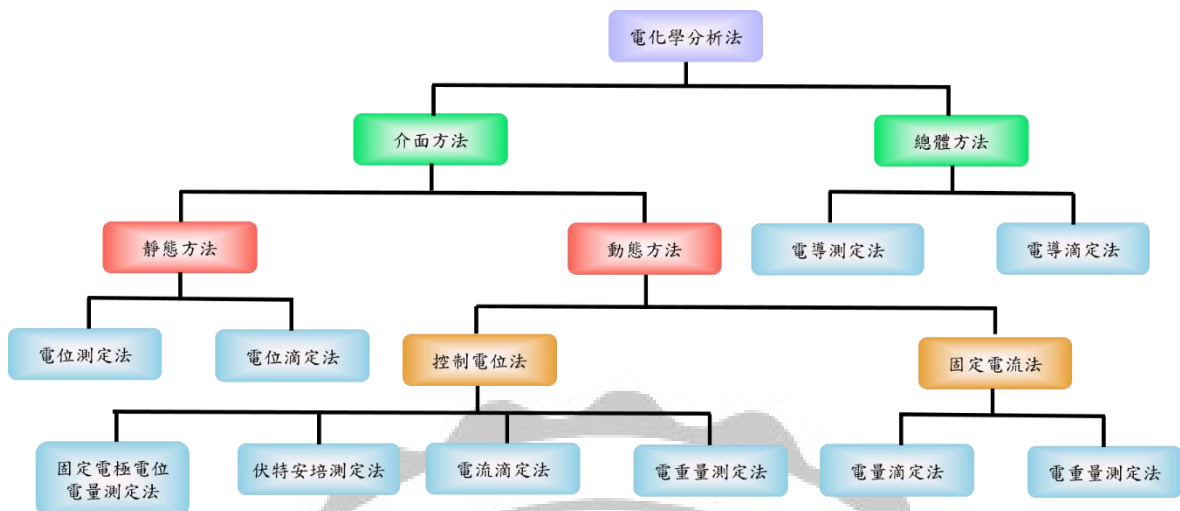 電化學分析法
介面方法
總體方法
靜態方法
動態方法
電導測定法
電導滴定法
電位測定法
電位滴定法
控制電位法
固定電流法
固定電極電位
電量測定法
伏特安培測定法
電流滴定法
電重量測定法
電量滴定法
電重量測定法